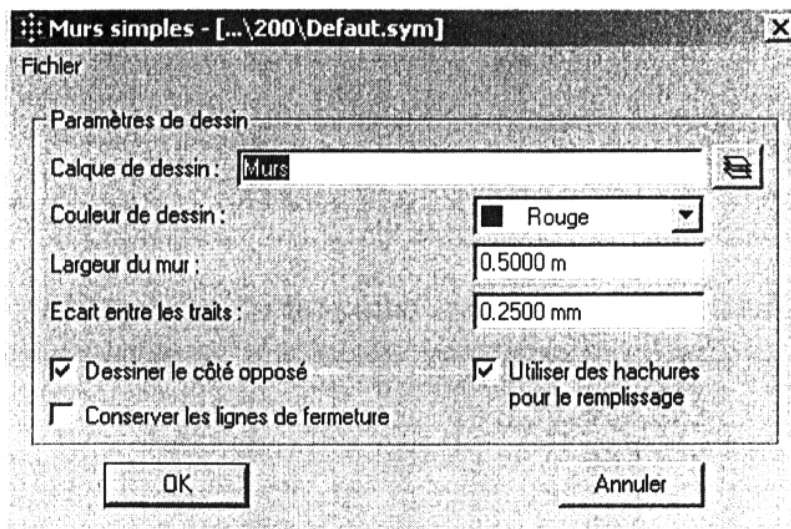 Murs simples - [...\200\Defaut.sym]
Fichier
Paramètres de dessin
Calque de dessin : Murs
Couleur de dessin : Rouge
Largeur du mur : 0.5000 m
Ecart entre les traits : 0.2500 mm
Dessiner le côté opposé
Utiliser des hachures
pour le remplissage
Conserver les lignes de fermeture
OK Annuler